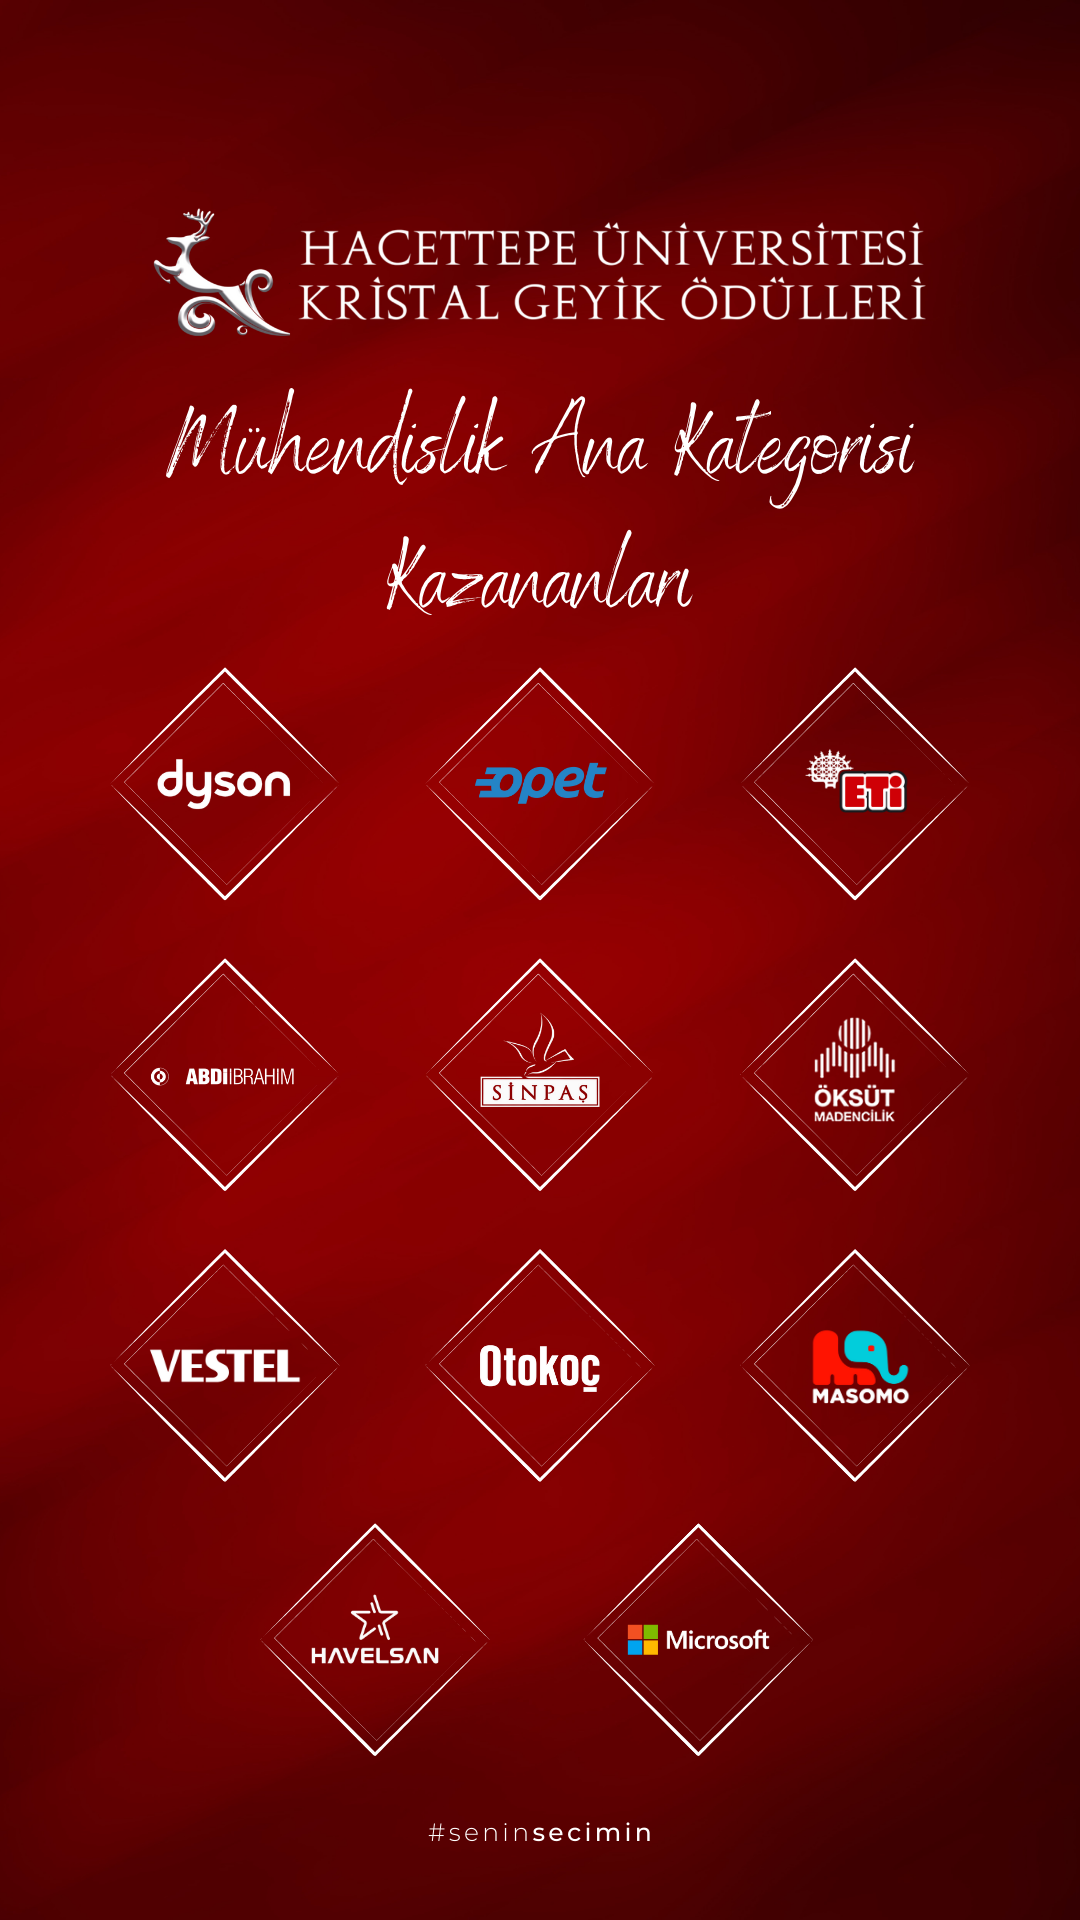 HACETTEPE ÜNİVERSİTESİ
KRİSTAL GEYİK ÖDÜLLERİ
Mühendislik Ana Kategorisi
Kazananları
dyson
opet
ETi
ABDIIBRAHIM
SİNPAŞ
ÖKSÜT
MADENCİLİK
VESTEL
Otokoç
MASOMO
HAVELSAN
Microsoft
#seninsecimin